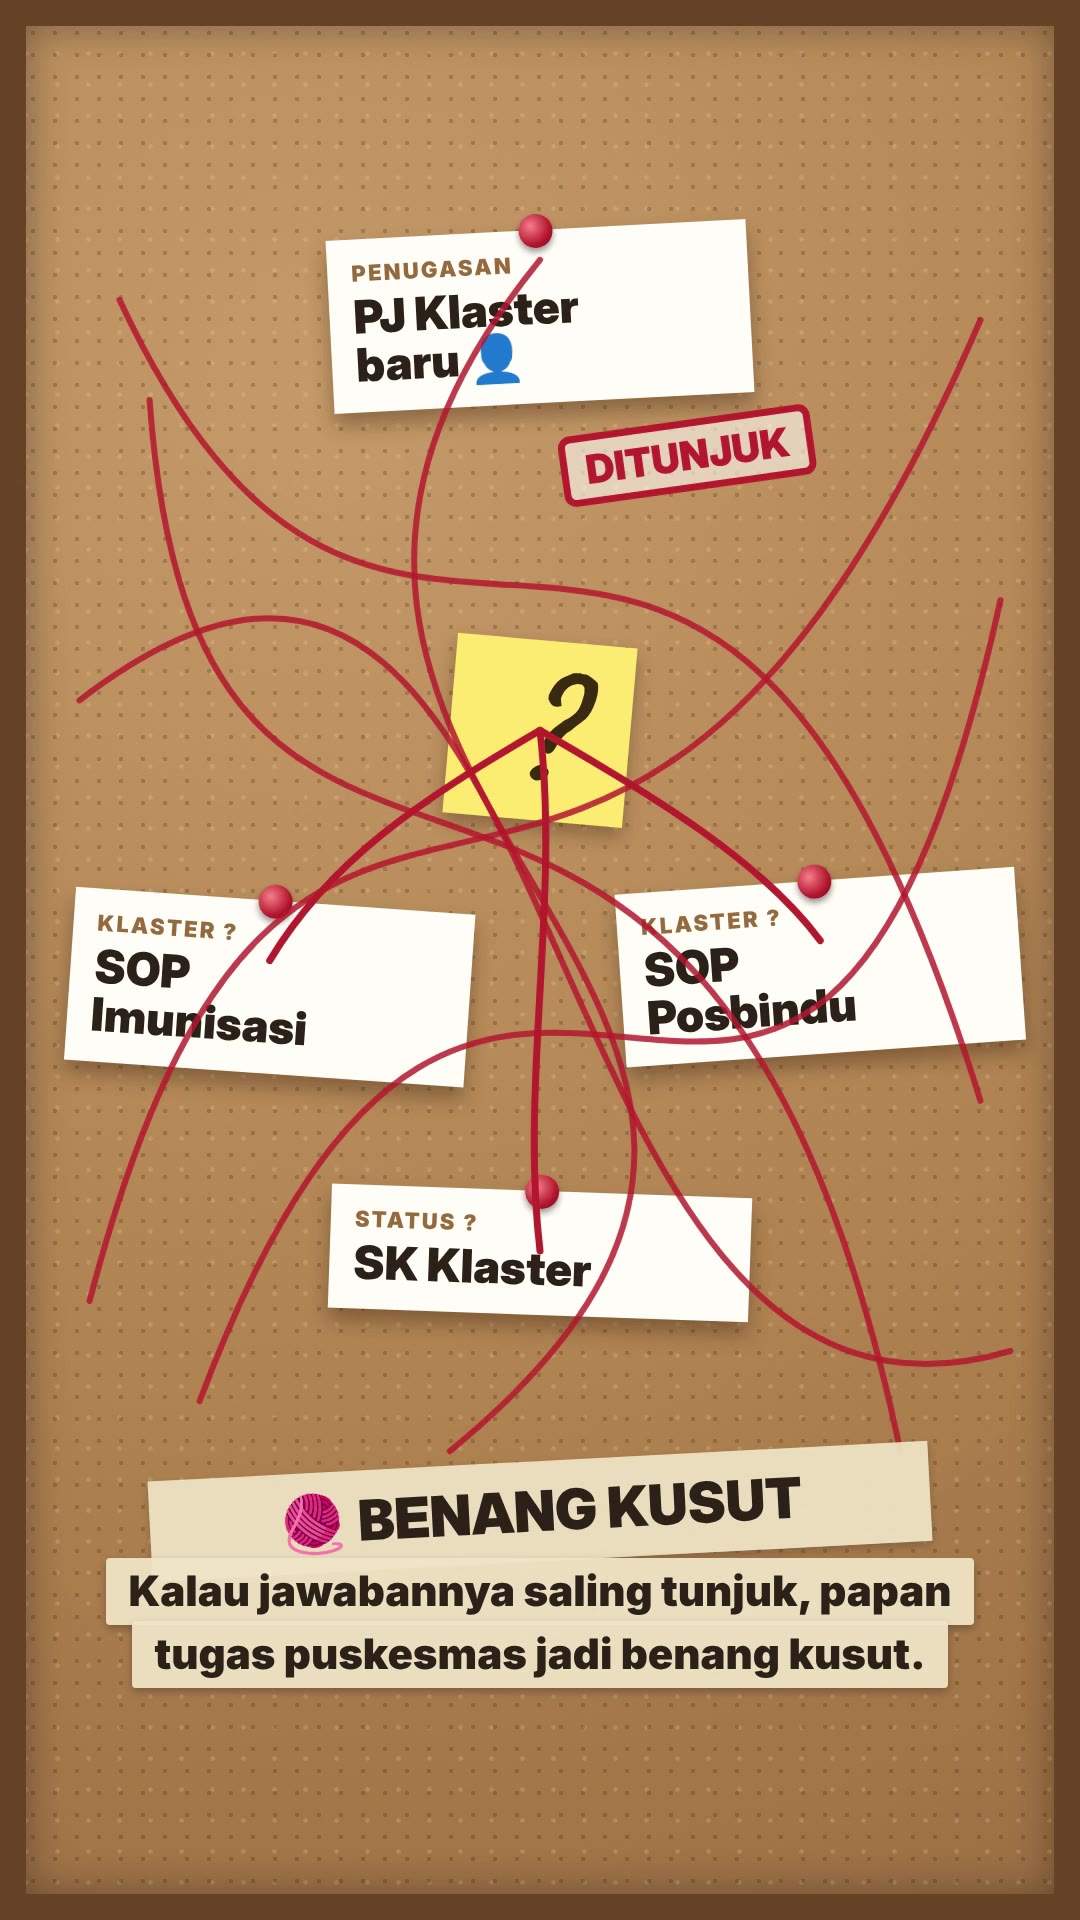 PENUGASAN
PJ Klaster
baru
DITUNJUK
?
KLASTER ?
SOP
Imunisasi
KLASTER ?
SOP
Posbindu
STATUS ?
SK Klaster
BENANG KUSUT
Kalau jawabannya saling tunjuk, papan
tugas puskesmas jadi benang kusut.